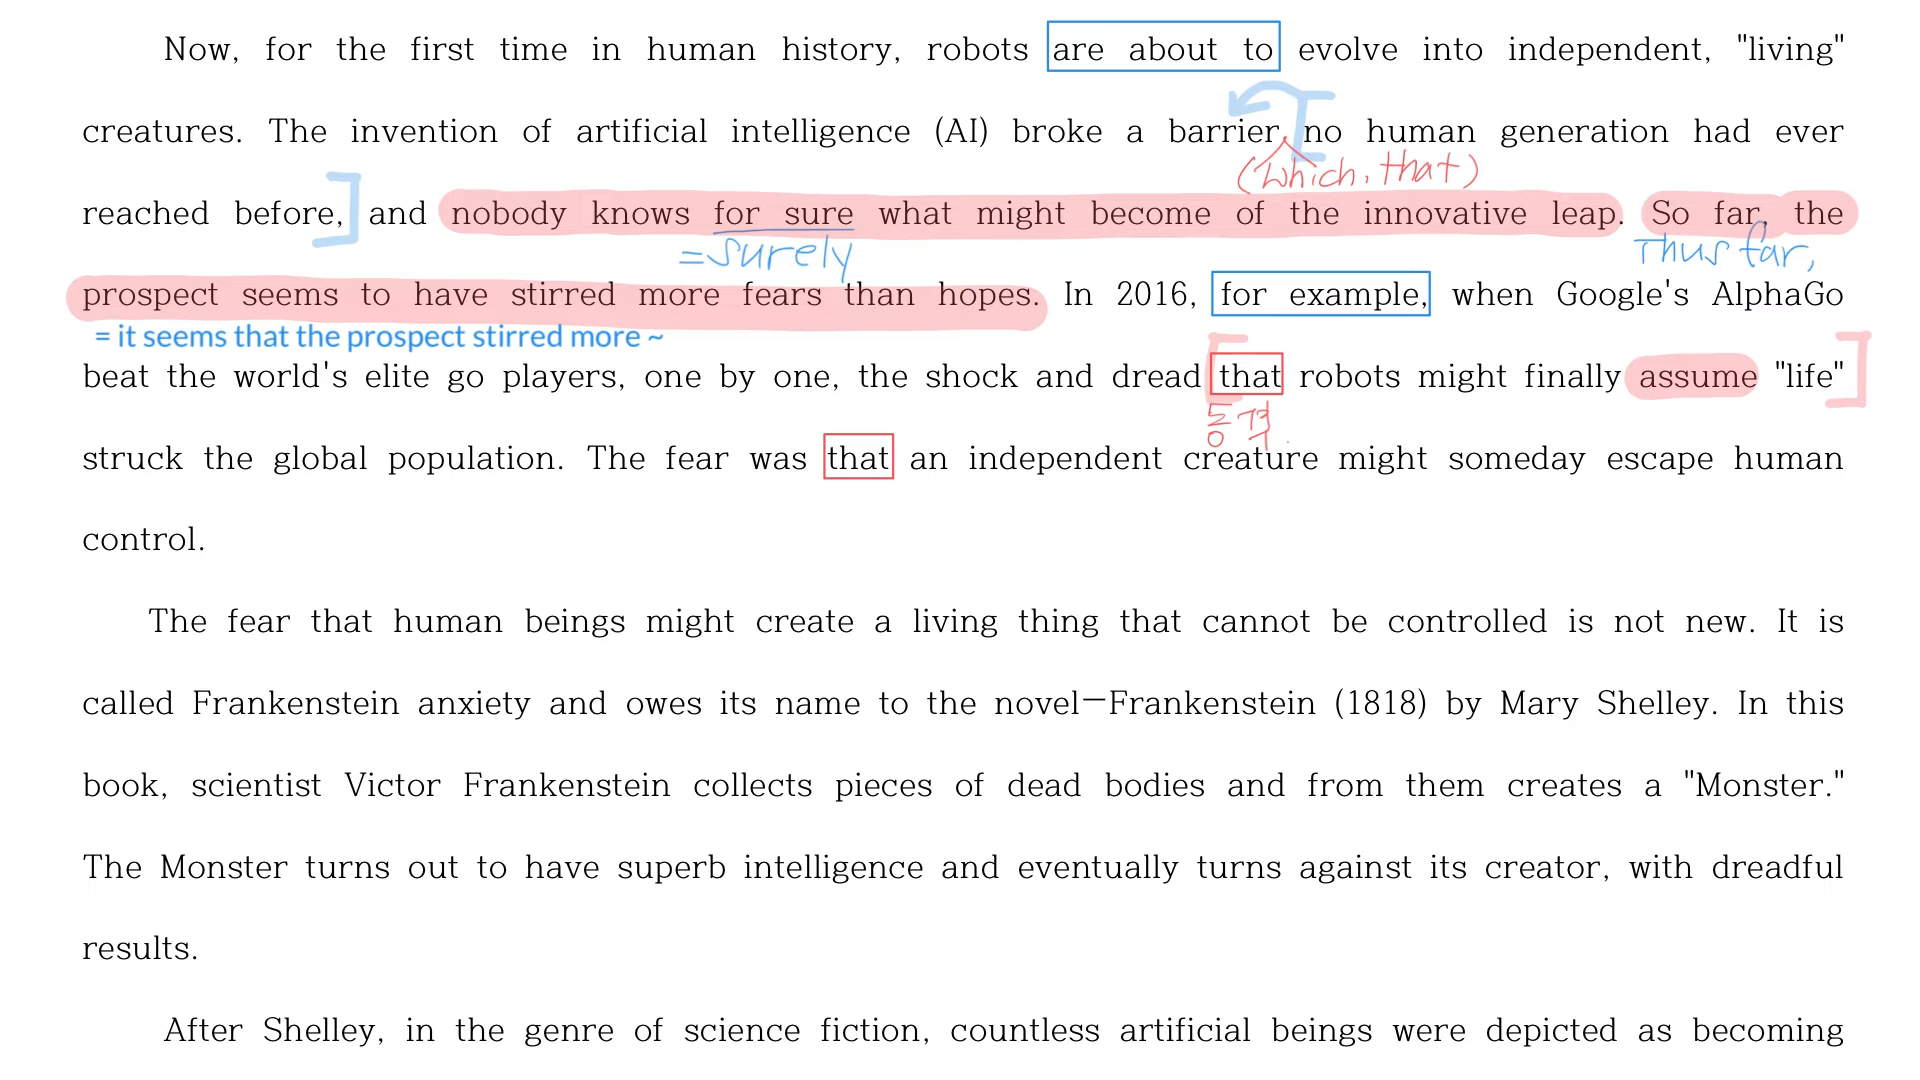 Now, for the first time in human history, robots are about to evolve into independent, "living"
creatures. The invention of artificial intelligence (AI) broke a barrier, no human generation had ever
(which, that)
reached before, and nobody knows for sure what might become of the innovative leap. So far, the
=surely
Thus far,
prospect seems to have stirred more fears than hopes. In 2016, for example, when Google's AlphaGo
= it seems that the prospect stirred more ~
beat the world's elite go players, one by one, the shock and dread that robots might finally assume "life"
동격
struck the global population. The fear was that an independent creature might someday escape human
control.
The fear that human beings might create a living thing that cannot be controlled is not new. It is
called Frankenstein anxiety and owes its name to the novel—Frankenstein (1818) by Mary Shelley. In this
book, scientist Victor Frankenstein collects pieces of dead bodies and from them creates a "Monster."
The Monster turns out to have superb intelligence and eventually turns against its creator, with dreadful
results.
After Shelley, in the genre of science fiction, countless artificial beings were depicted as becoming